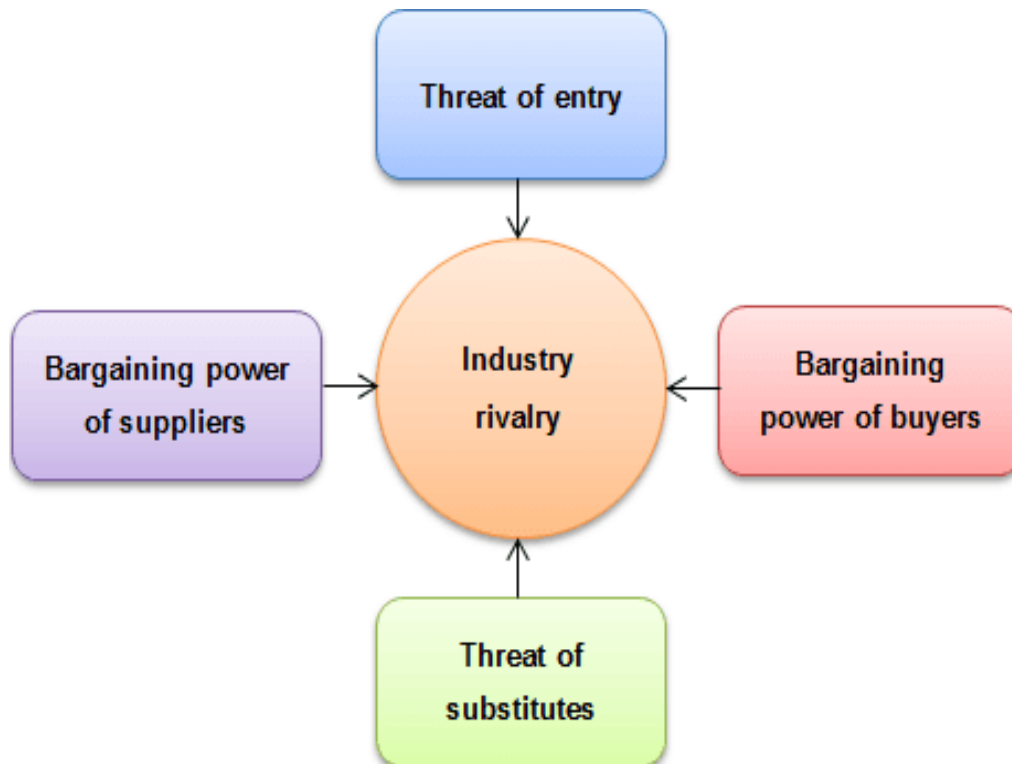 Threat of entry
Bargaining power
of suppliers
Industry
rivalry
Bargaining
power of buyers
Threat of
substitutes